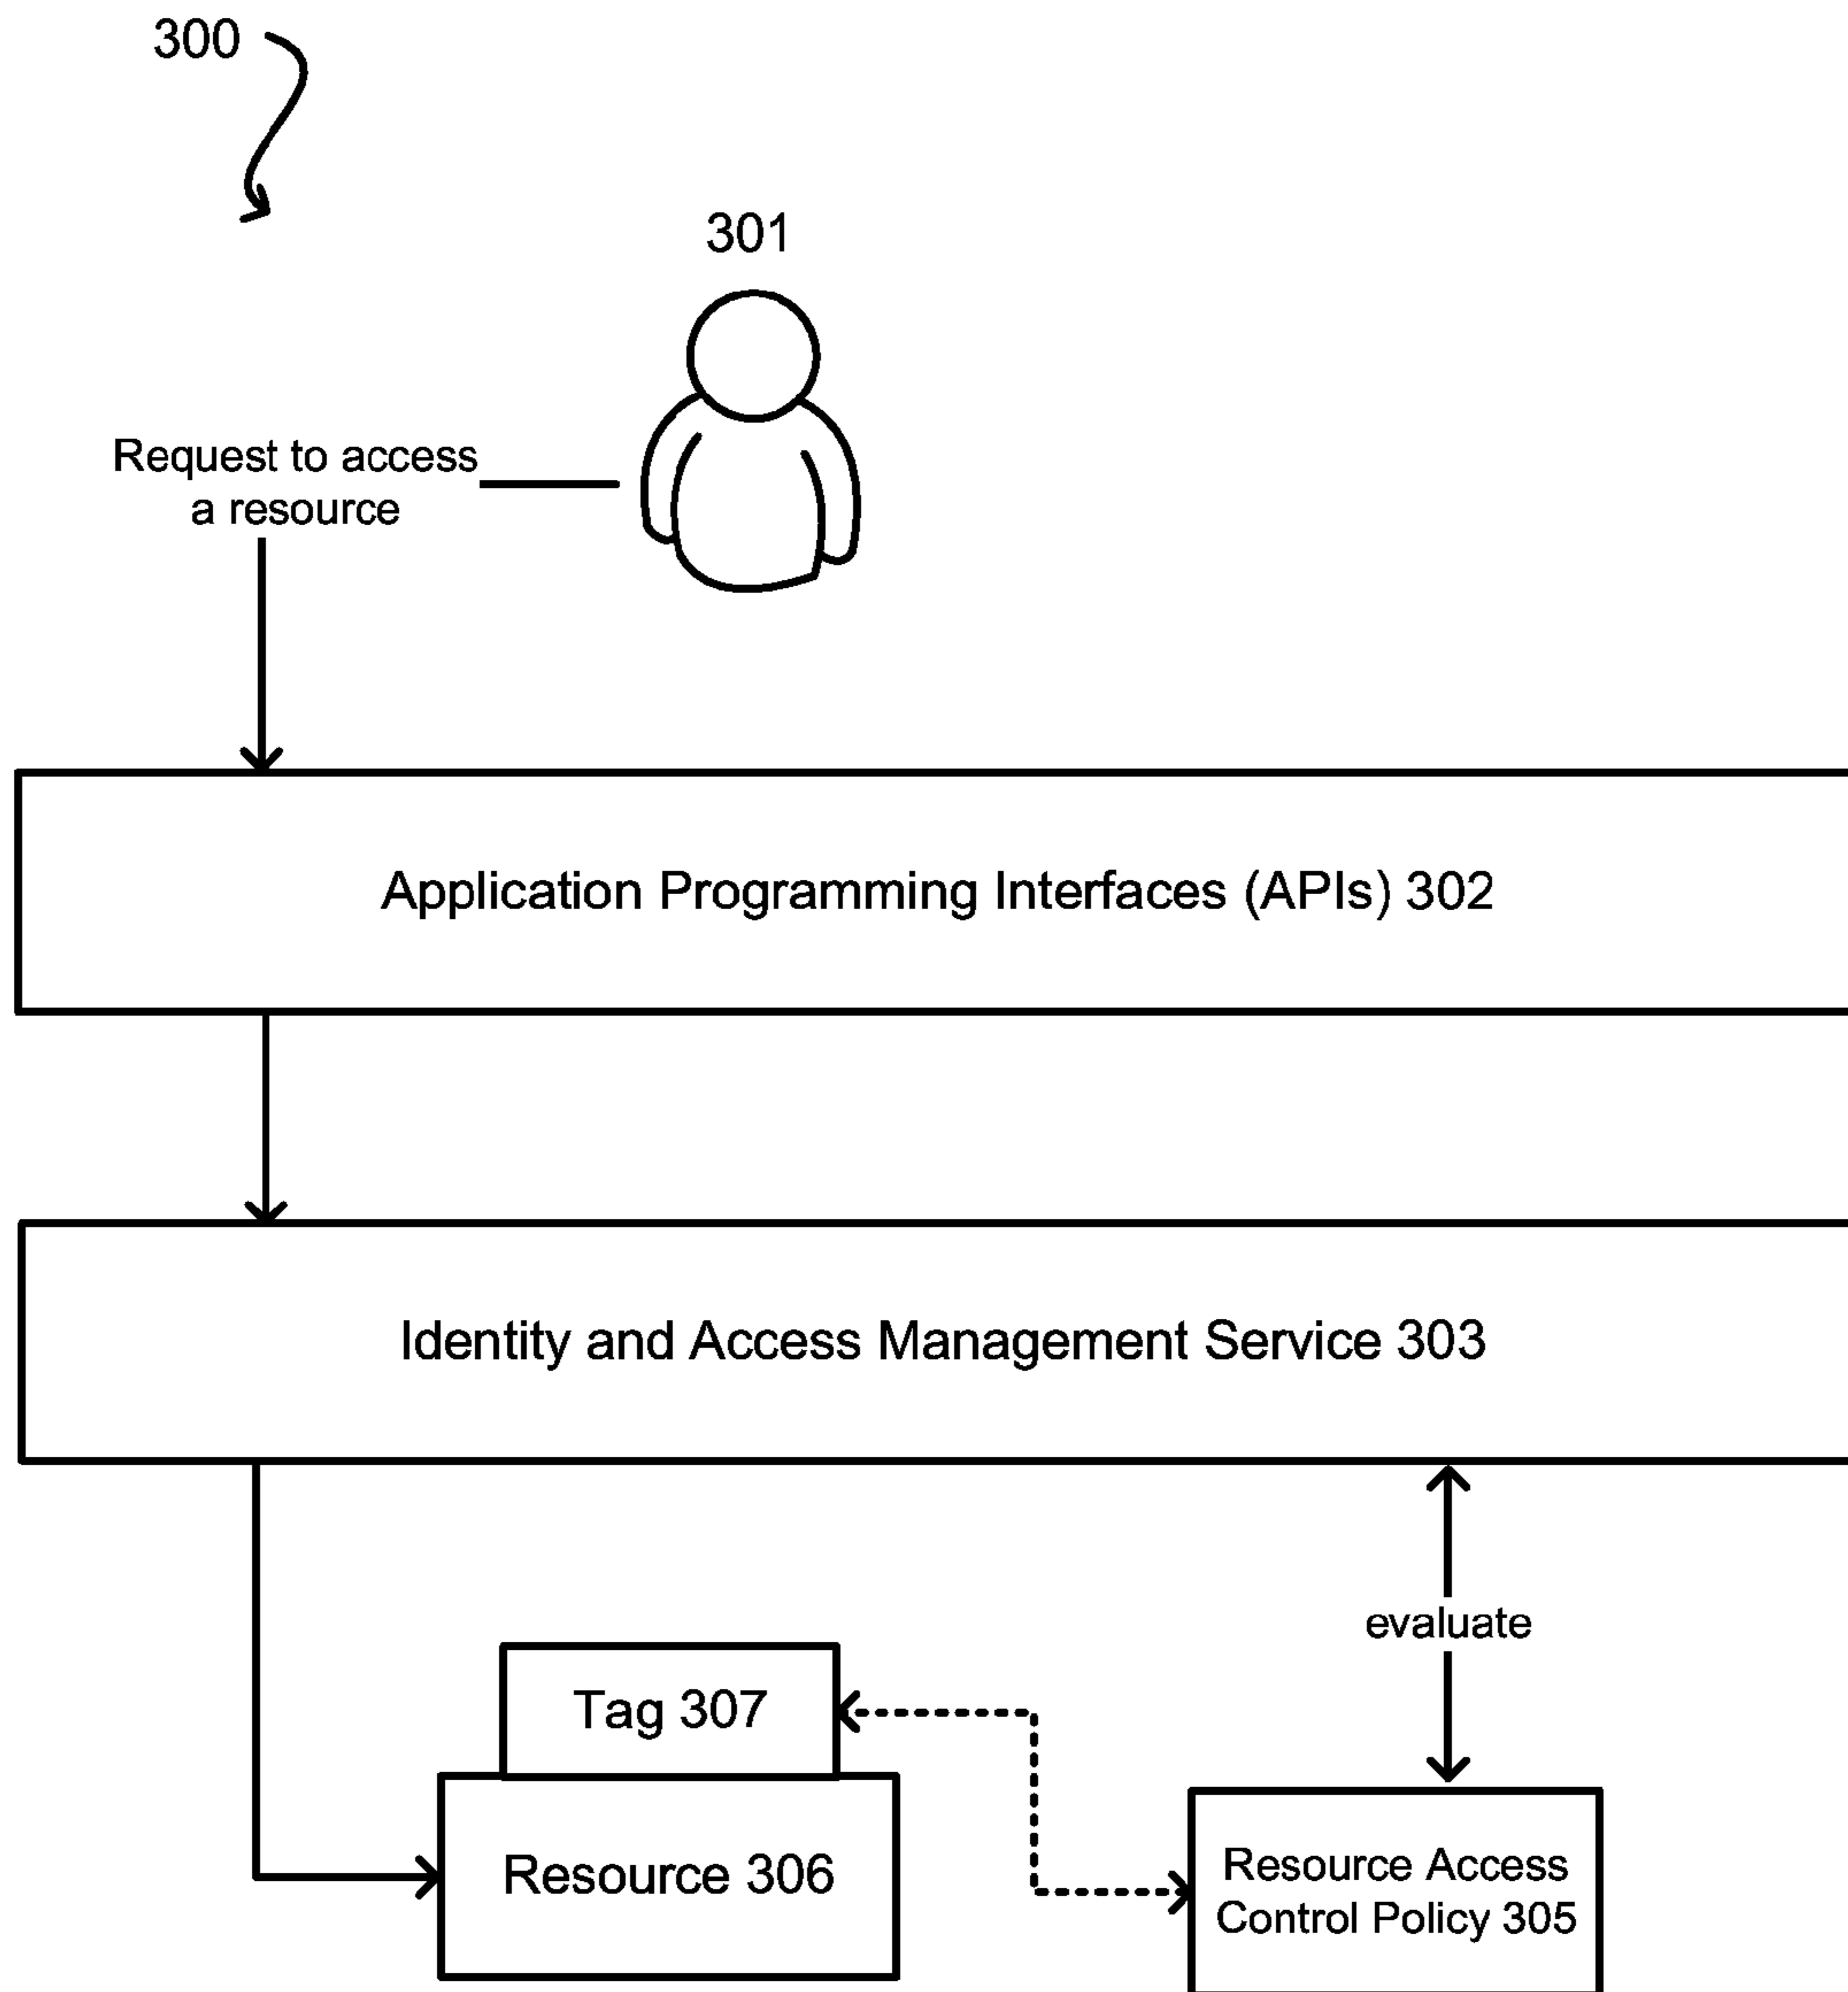 300
301
Request to access
a resource
Application Programming Interfaces (APIs) 302
Identity and Access Management Service 303
evaluate
Tag 307
Resource 306
Resource Access
Control Policy 305